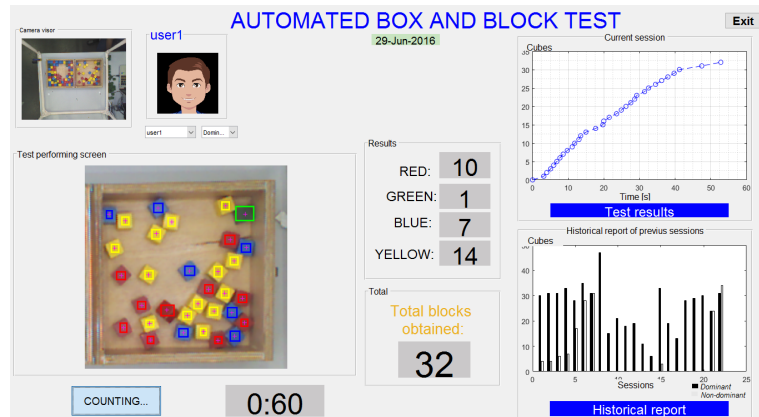 AUTOMATED BOX AND BLOCK TEST
Exit
Camera visor
user1
29-Jun-2016
user1
Domin...
Test performing screen
COUNTING...
0:60
Results
RED: 10
GREEN: 1
BLUE: 7
YELLOW: 14
Total
Total blocks
obtained:
32
Current session
Cubes
35
30
25
20
15
10
5
0
0 10 20 30 40 50 60
Time [s]
Test results
Historical report of previus sessions
Cubes
50
40
30
20
10
0
0 5 10 15 20 25
Sessions
Dominant
Non-dominant
Historical report